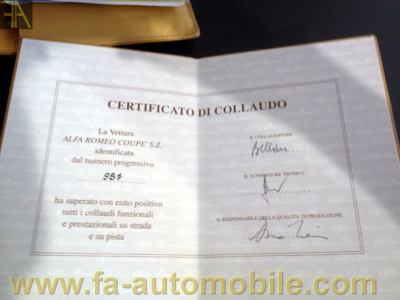 FA
CERTIFICATO DI COLLAUDO
La Vettura
ALFA ROMEO COUPE' S.Z.
identificata
dal numero progressivo
984
ha superato con esito positivo
tutti i collaudi funzionali
e prestazionali su strada
e su pista
IL COLLAUDATORE
IL SUPERVISORE TECNICO
IL RESPONSABILE DELLA QUALITA' DI PRODUZIONE
www.fa-automobile.com